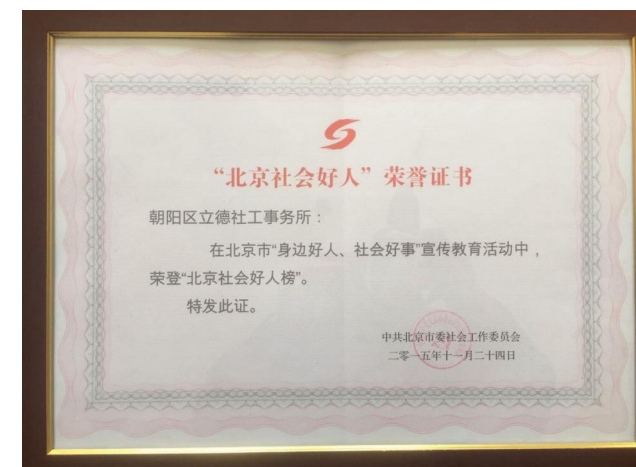 “北京社会好人”荣誉证书
朝阳区立德社工事务所：
在北京市“身边好人、社会好事”宣传教育活动中，
荣登“北京社会好人榜”。
特发此证。
中共北京市委社会工作委员会
二零一五年十一月二十四日